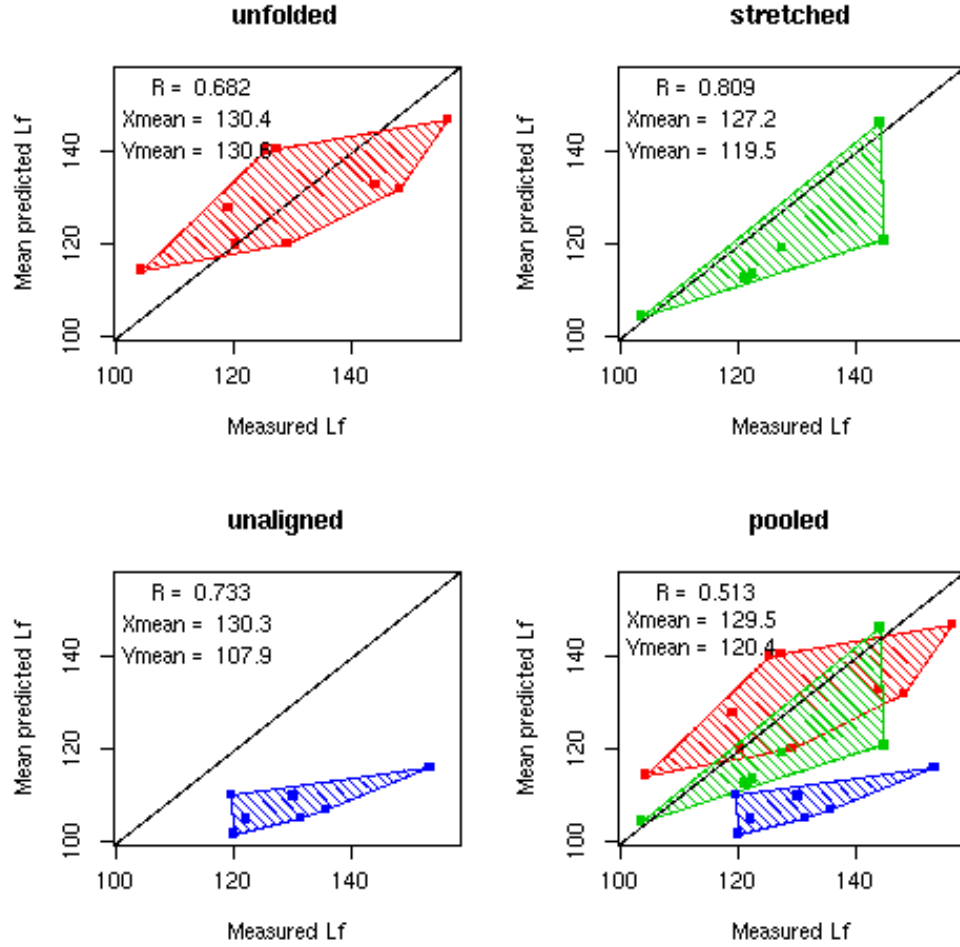 unfolded
R = 0.682
Xmean = 130.4
Ymean = 130.6
Mean predicted Lf
100 120 140
100 120 140
Measured Lf
stretched
R = 0.809
Xmean = 127.2
Ymean = 119.5
Mean predicted Lf
100 120 140
100 120 140
Measured Lf
unaligned
R = 0.733
Xmean = 130.3
Ymean = 107.9
Mean predicted Lf
100 120 140
100 120 140
Measured Lf
pooled
R = 0.513
Xmean = 129.5
Ymean = 120.4
Mean predicted Lf
100 120 140
100 120 140
Measured Lf